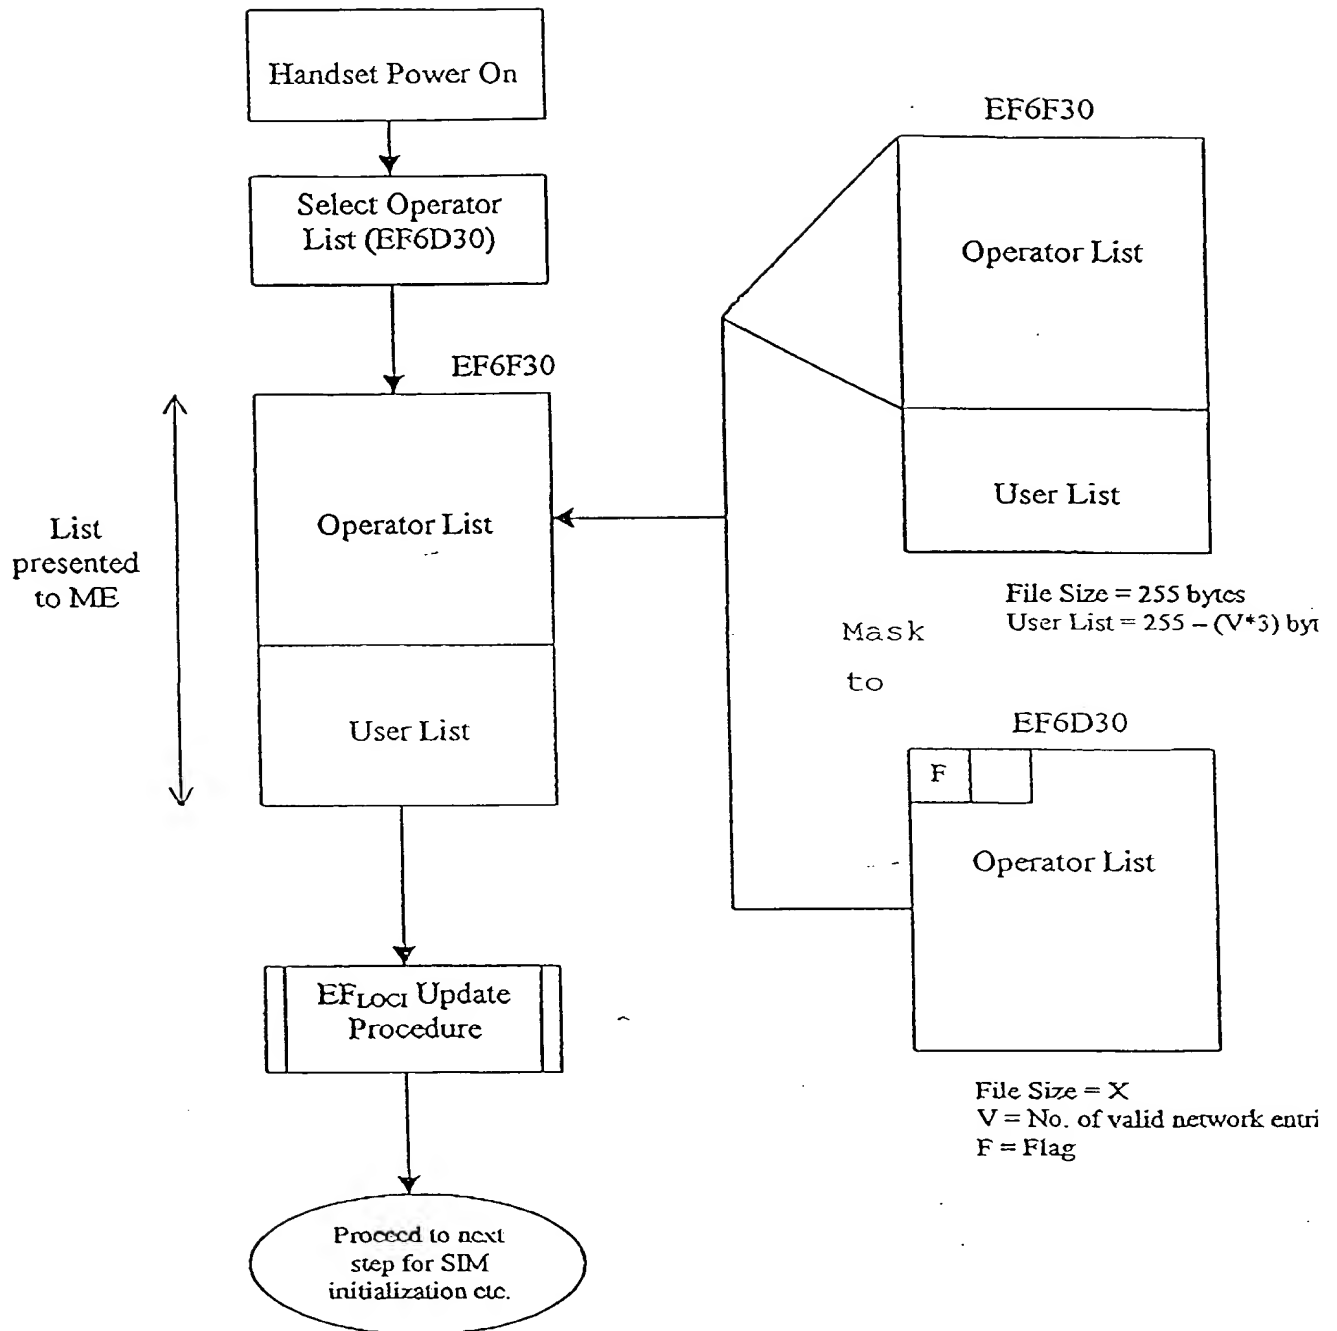 Handset Power On
Select Operator
List (EF6D30)
EF6F30
Operator List
User List
List
presented
to ME
EFLOCI Update
Procedure
Proceed to next
step for SIM
initialization etc.
EF6F30
Operator List
User List
File Size = 255 bytes
User List = 255 – (V*3) byt
Mask
to
EF6D30
F
Operator List
File Size = X
V = No. of valid network entri
F = Flag